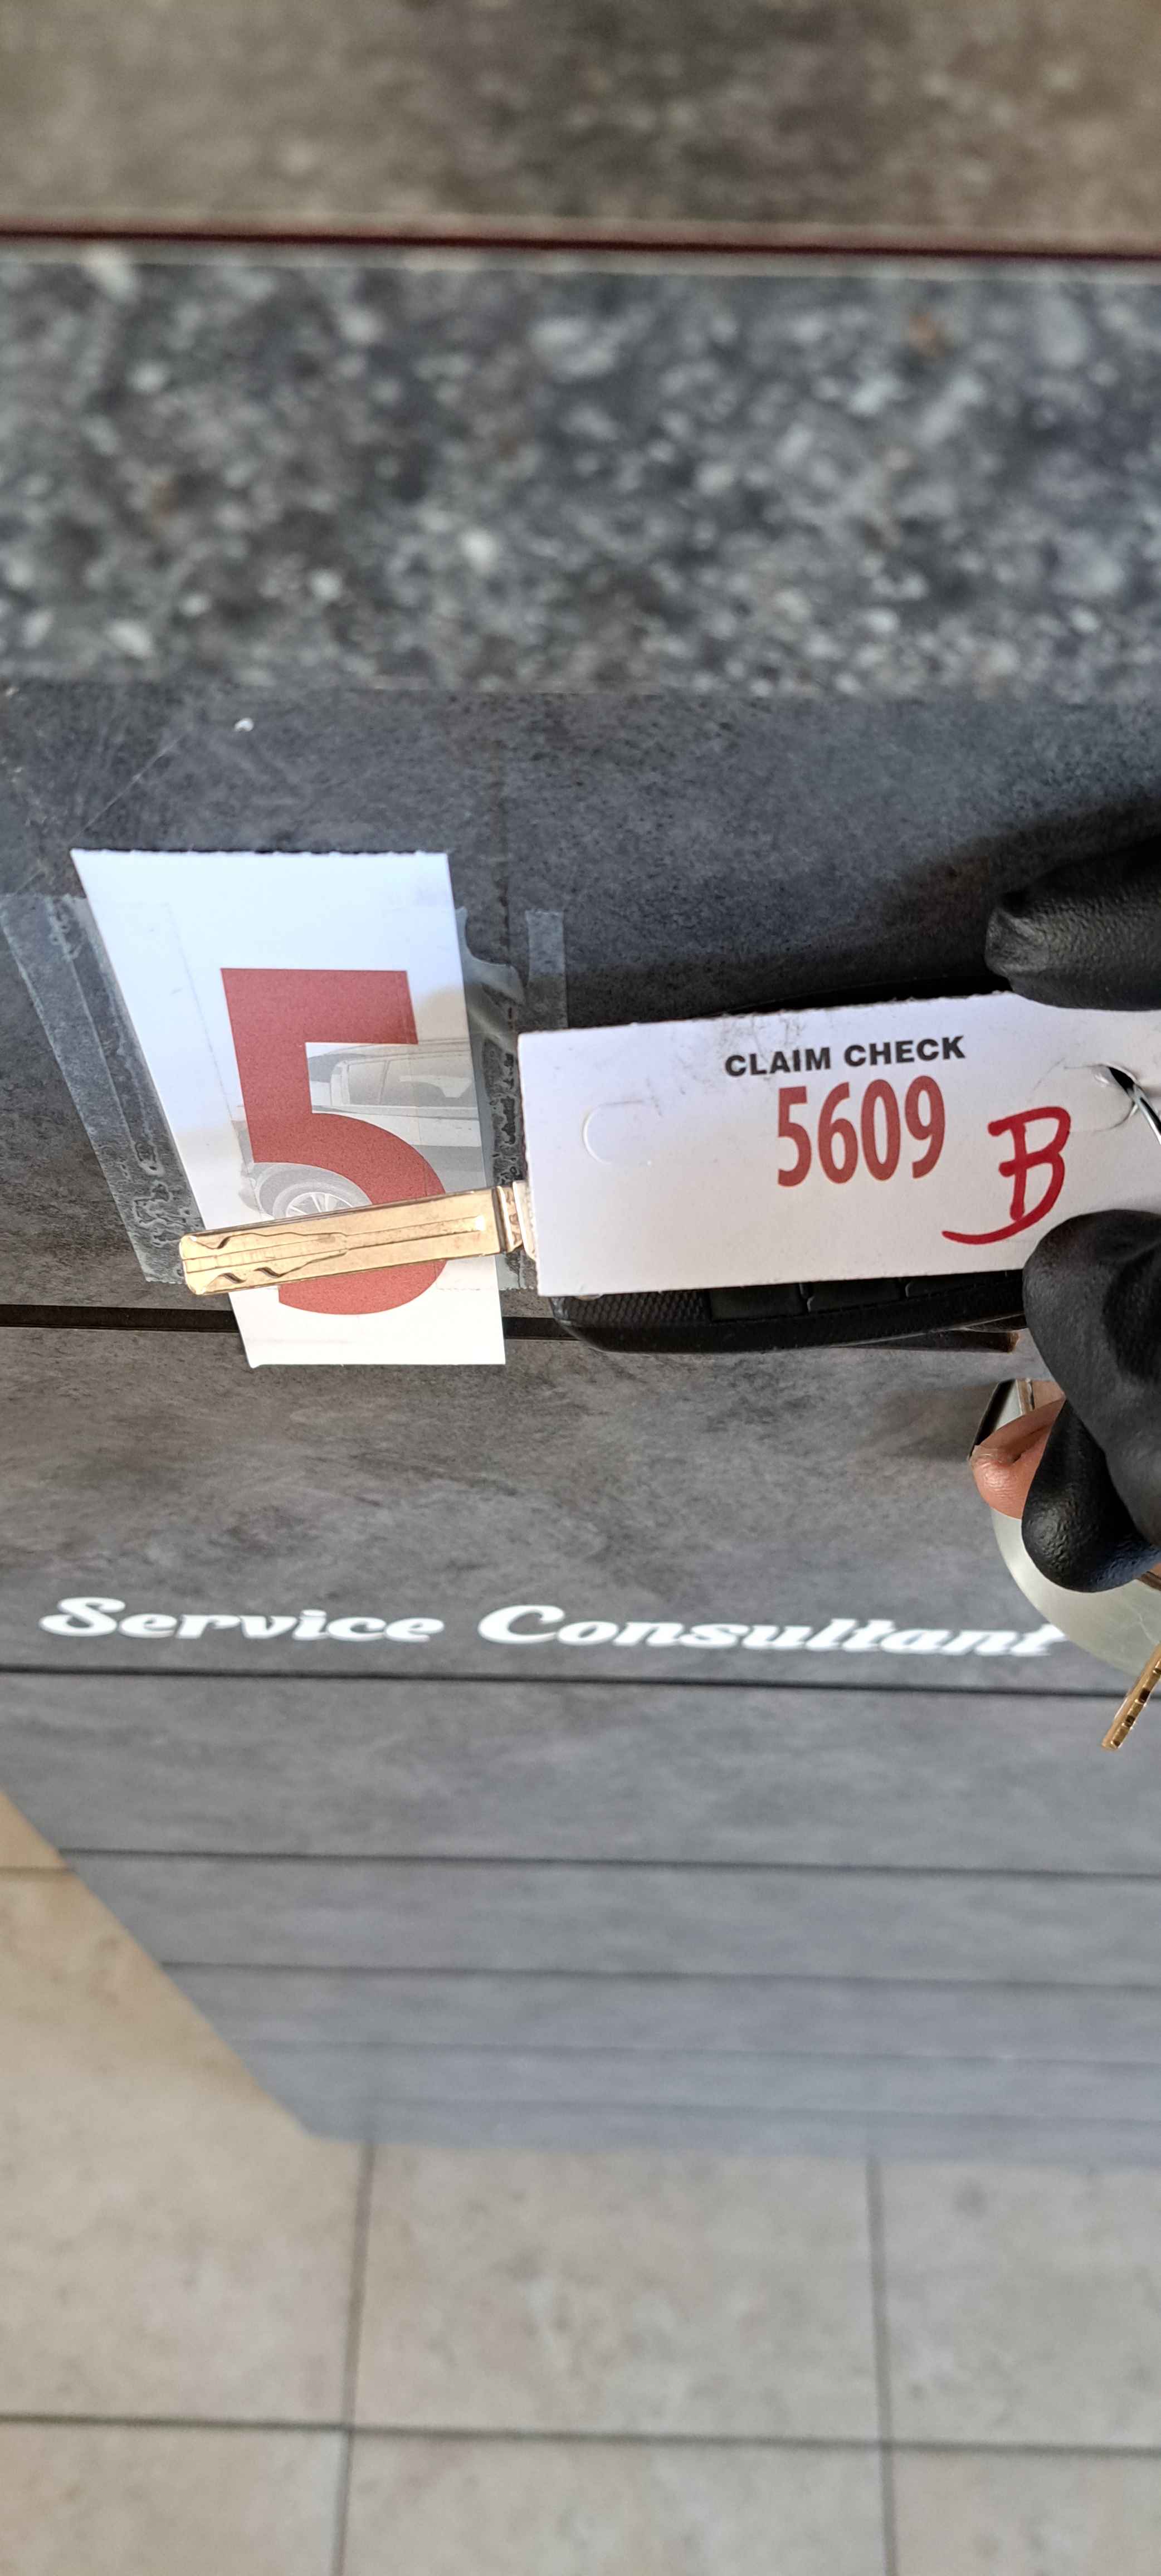 5
CLAIM CHECK
5609
B
Service Consultant